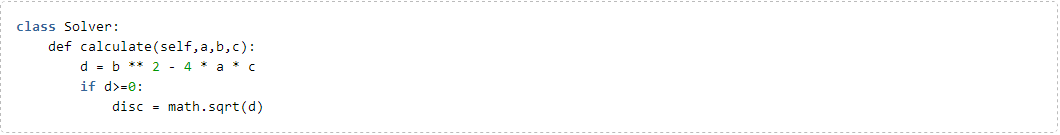 class Solver:
    def calculate(self,a,b,c):
        d = b ** 2 - 4 * a * c
        if d>=0:
            disc = math.sqrt(d)